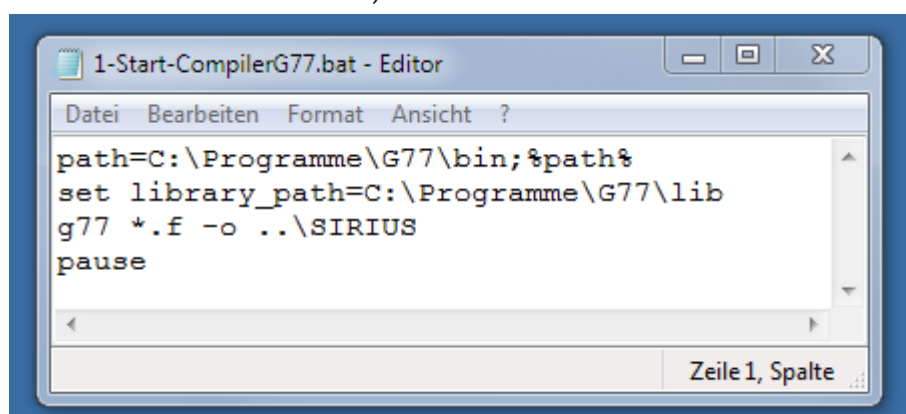 1-Start-CompilerG77.bat - Editor
Datei Bearbeiten Format Ansicht ?
path=C:\Programme\G77\bin;%path%
set library_path=C:\Programme\G77\lib
g77 *.f -o ..\SIRIUS
pause
Zeile 1, Spalte